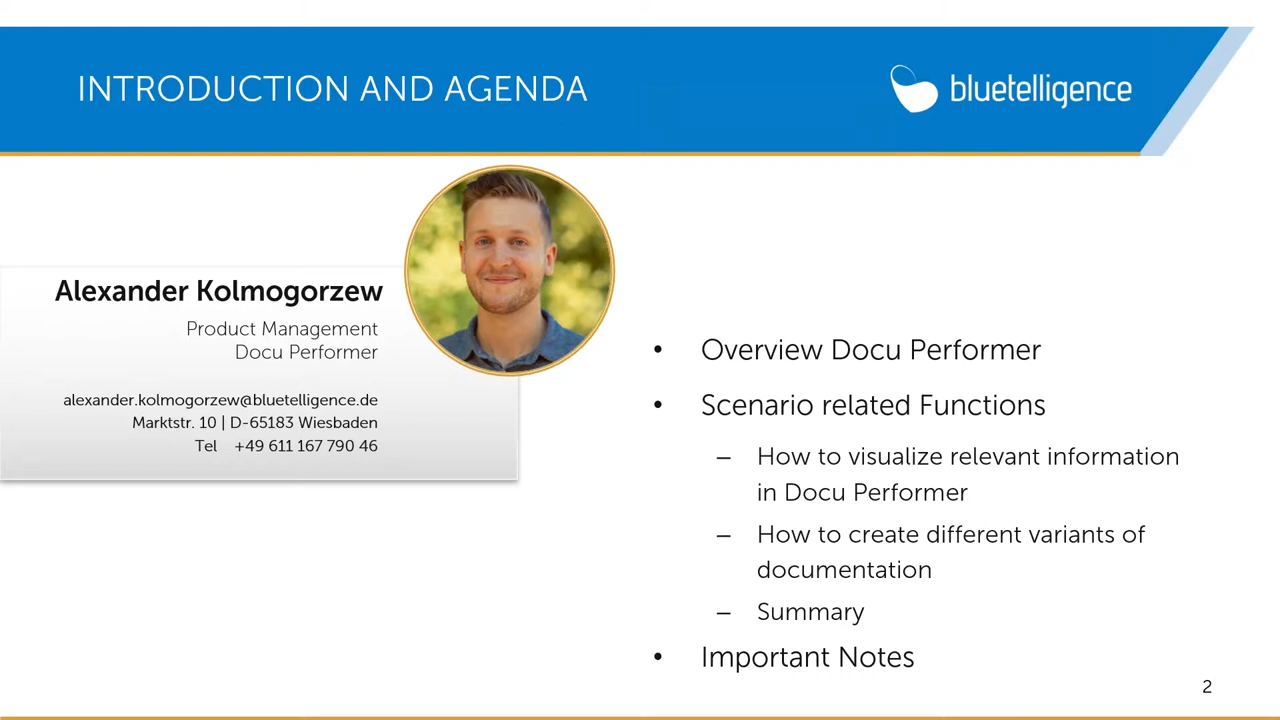 INTRODUCTION AND AGENDA
bluetelligence
Alexander Kolmogorzew
Product Management
Docu Performer
alexander.kolmogorzew@bluetelligence.de
Marktstr. 10 | D-65183 Wiesbaden
Tel +49 611 167 790 46
• Overview Docu Performer
• Scenario related Functions
– How to visualize relevant information
in Docu Performer
– How to create different variants of
documentation
– Summary
• Important Notes
2